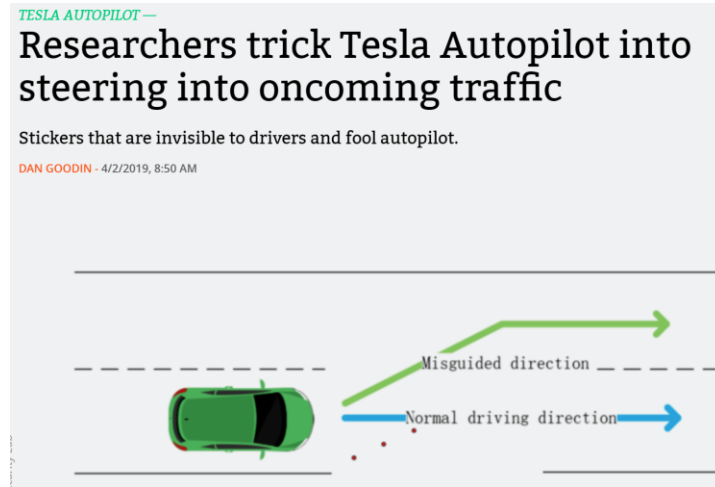 TESLA AUTOPILOT —
Researchers trick Tesla Autopilot into
steering into oncoming traffic
Stickers that are invisible to drivers and fool autopilot.
DAN GOODIN - 4/2/2019, 8:50 AM
Misguided direction
Normal driving direction